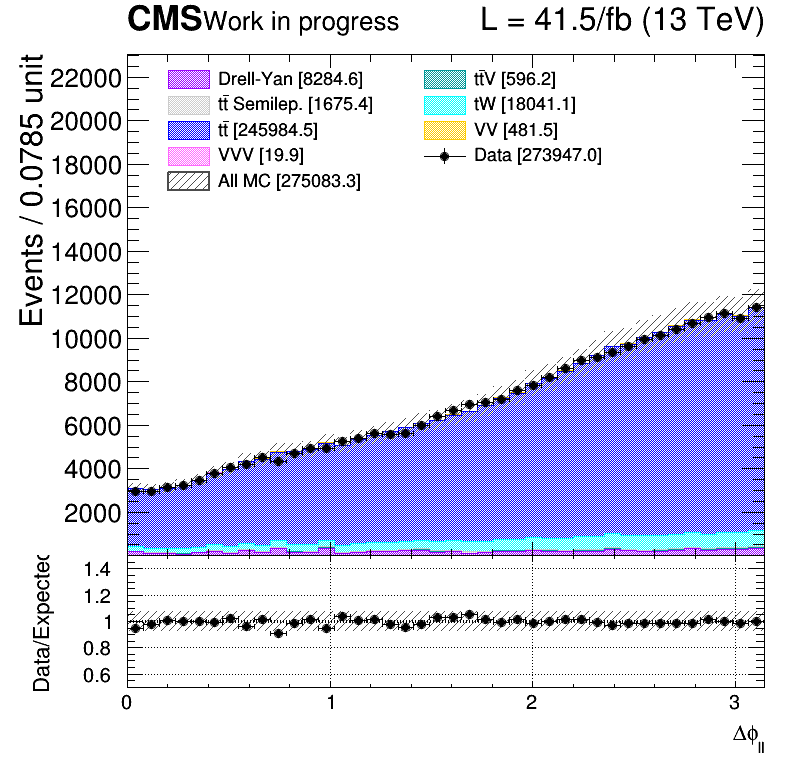 CMS Work in progress L = 41.5/fb (13 TeV)
Events / 0.0785 unit
22000
20000
18000
16000
14000
12000
10000
8000
6000
4000
2000
Drell-Yan [8284.6]
tt̄ Semilep. [1675.4]
tt̄ [245984.5]
VVV [19.9]
All MC [275083.3]
tt̄V [596.2]
tW [18041.1]
VV [481.5]
Data [273947.0]
Data/Expected
1.4
1.2
1
0.8
0.6
0 1 2 3
Δϕll